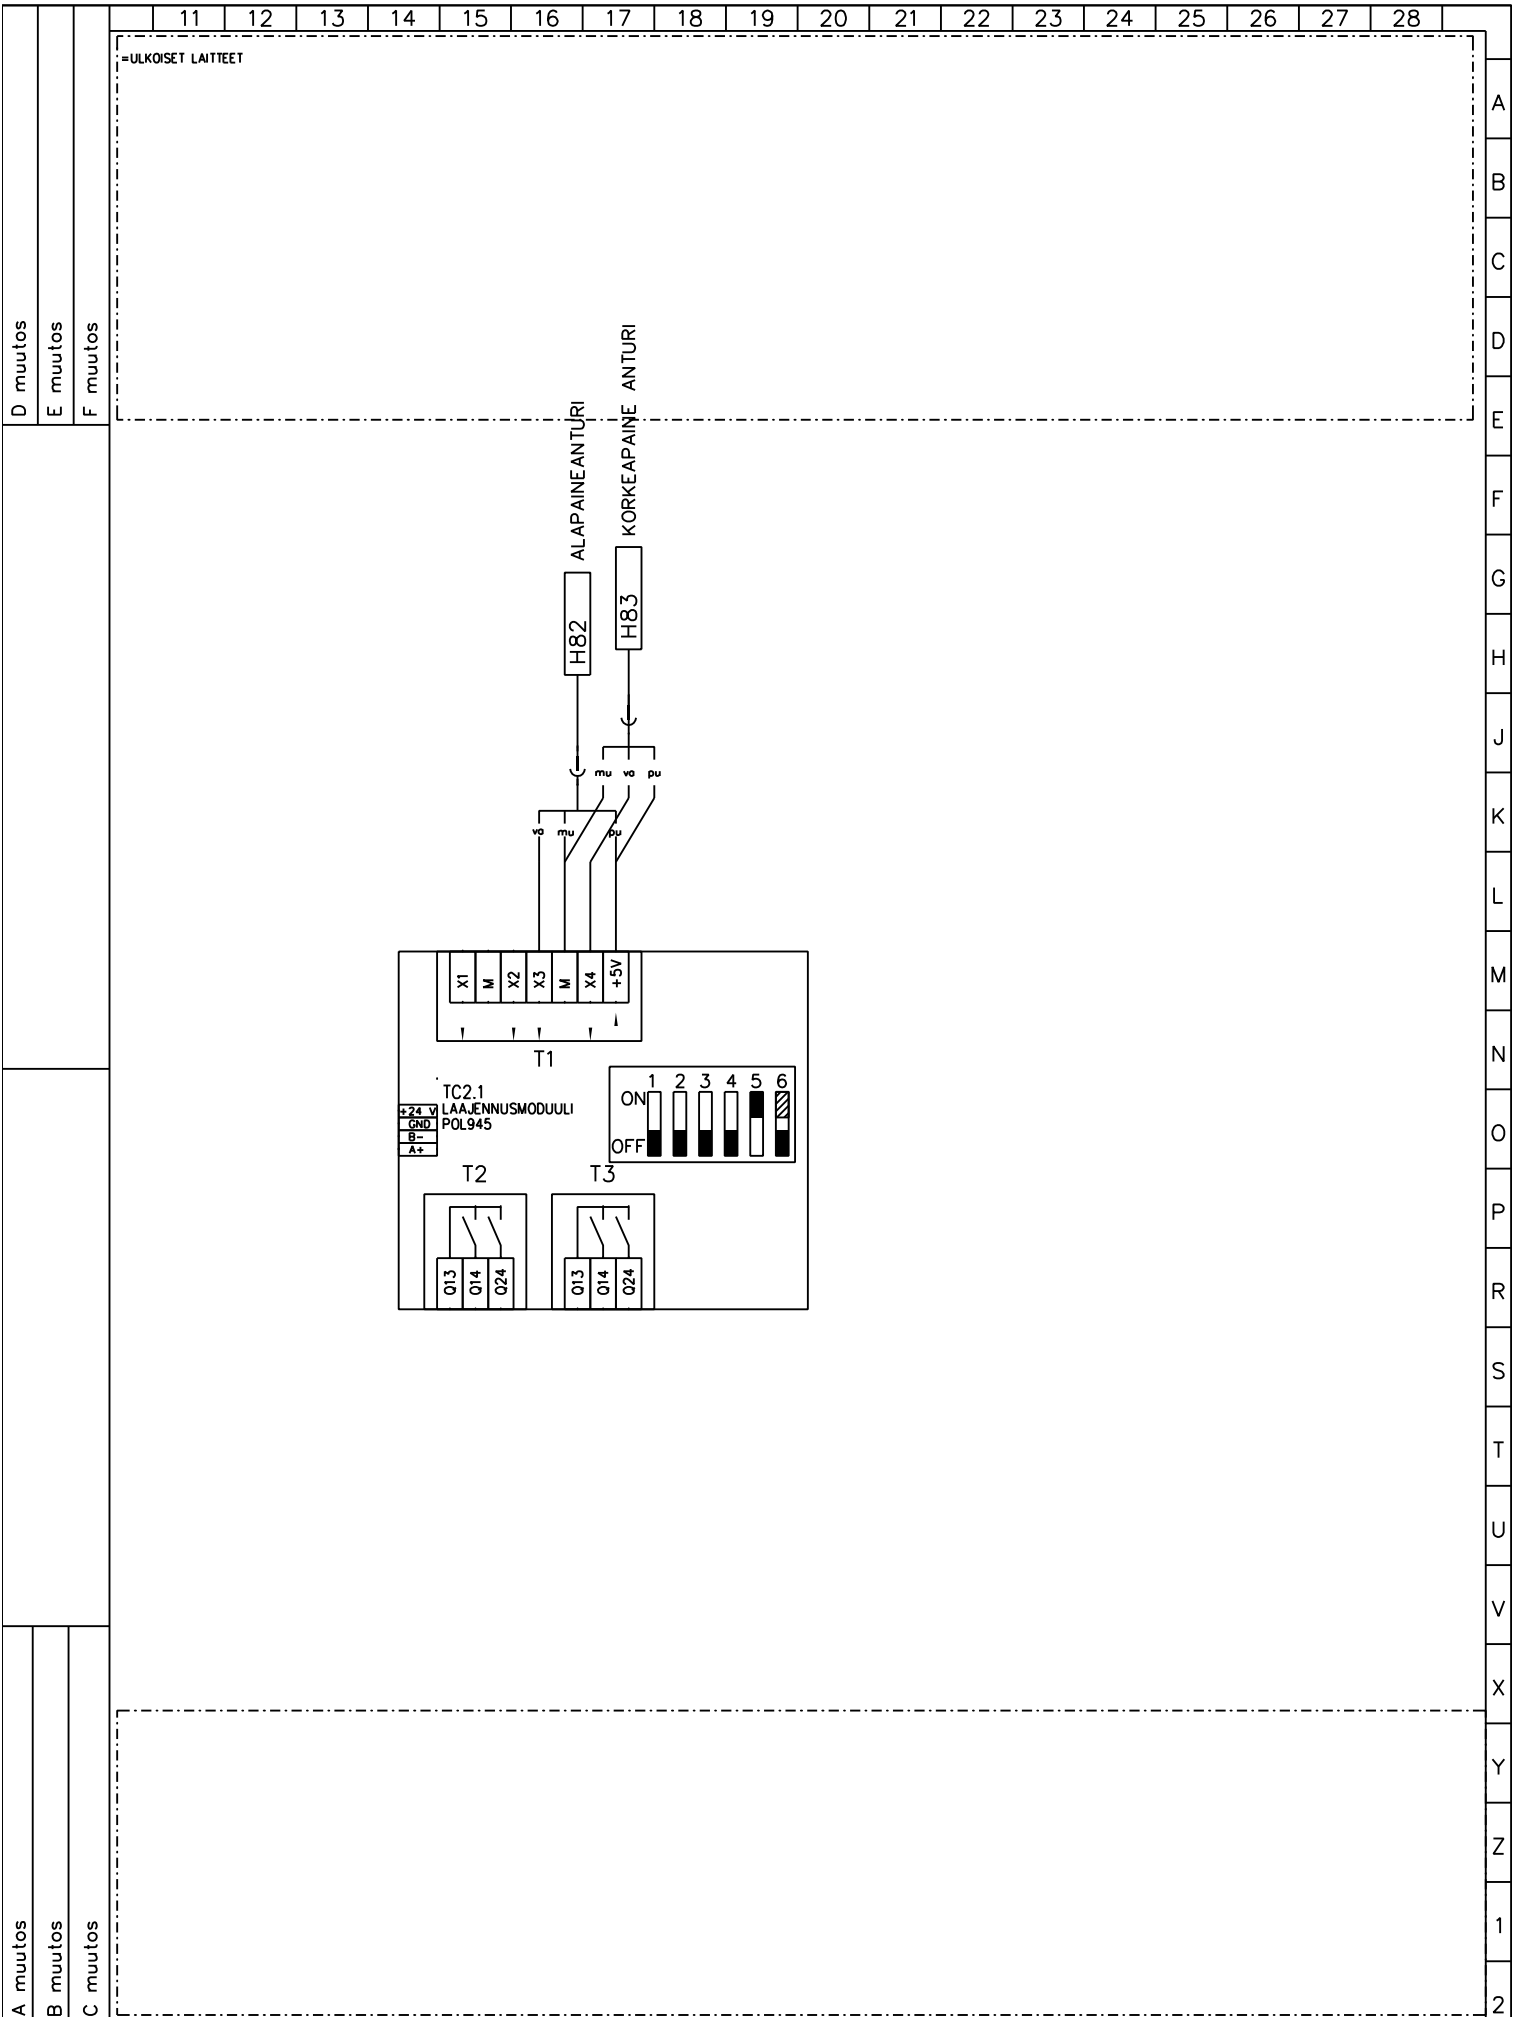 11 12 13 14 15 16 17 18 19 20 21 22 23 24 25 26 27 28
=ULKOISET LAITTEET
A
B
C
D
E
F
G
H
J
K
L
M
N
O
P
R
S
T
U
V
X
Y
Z
1
2
D muutos
E muutos
F muutos
ALAPAINEANTURI
KORKEAPAINE ANTURI
H82
H83
mu va pu
va mu pu
X1 M X2 X3 M X4 +5V
T1
TC2.1
LAAJENNUSMODUULI
POL945
+24 V
GND
B-
A+
1 2 3 4 5 6
ON
OFF
T2
T3
Q13 Q14 Q24
Q13 Q14 Q24
A muutos
B muutos
C muutos